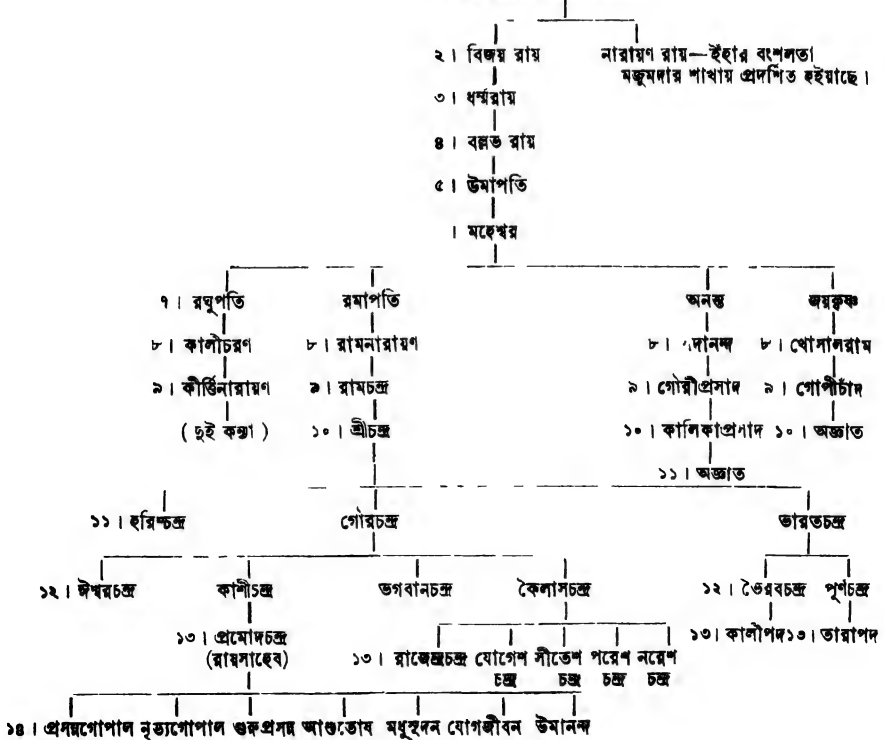 ২। বিজয় রায় নারায়ণ রায়—ইঁহার বংশলতা
মজুমদার শাখায় প্রদর্শিত হইয়াছে।
৩। ধর্ম্মরায়
৪। বল্লভ রায়
৫। উমাপতি
। মহেশ্বর
৭। রঘুপতি রমাপতি অনন্ত জয়কৃষ্ণ
৮। কালীচরণ ৮। রামনারায়ণ ৮। ৮। খোসালরাম
৯। কীর্ত্তিনারায়ণ ৯। রামচন্দ্র ৯। গৌরীপ্রসাদ ৯। গোপীচাঁদ
( দুই কন্যা ) ১০। শ্রীচন্দ্র ১০। কালিকাপ্রসাদ ১০। অজ্ঞাত
১১। অজ্ঞাত
১১। হরিশ্চন্দ্র গৌরচন্দ্র ভারতচন্দ্র
১২। ঈশ্বরচন্দ্র কাশীচন্দ্র ভগবানচন্দ্র কৈলাসচন্দ্র ১২। ভৈরবচন্দ্র পূর্ণচন্দ্র
১৩। প্রমোদচন্দ্র ১৩। কালীপদ ১৩। তারাপদ
(রায়সাহেব) ১৩। রাজেন্দ্রচন্দ্র যোগেশ সীতেশ পরেশ নরেশ
চন্দ্র চন্দ্র চন্দ্র চন্দ্র
১৪। প্রসন্নগোপাল নৃত্যগোপাল গুরুপ্রসন্ন আশুতোষ মধুসূদন যোগজীবন উমানন্দ